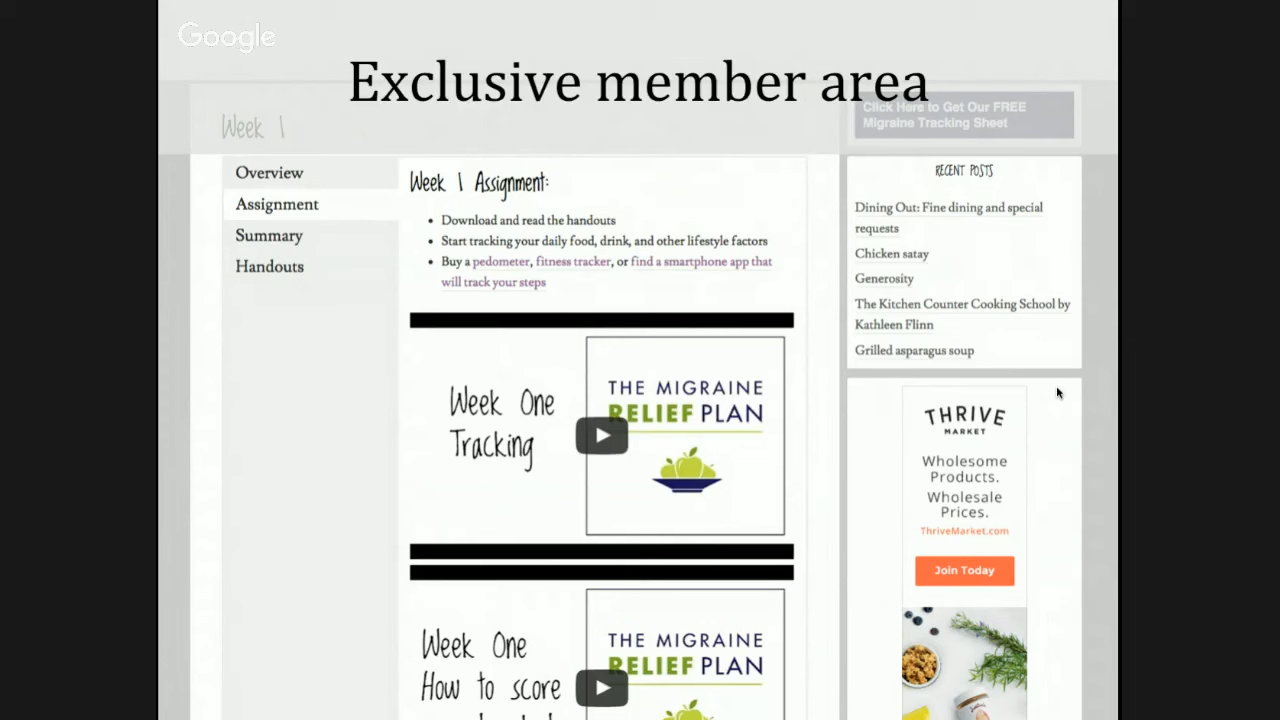 Google
Exclusive member area
Click Here to Get Our FREE
Migraine Tracking Sheet
Week 1
Overview
Assignment
Summary
Handouts
Week 1 Assignment:
• Download and read the handouts
• Start tracking your daily food, drink, and other lifestyle factors
• Buy a pedometer, fitness tracker, or find a smartphone app that
will track your steps
Week One
Tracking
THE MIGRAINE
RELIEF PLAN
Week One
How to score
THE MIGRAINE
RELIEF PLAN
RECENT POSTS
Dining Out: Fine dining and special
requests
Chicken satay
Generosity
The Kitchen Counter Cooking School by
Kathleen Flinn
Grilled asparagus soup
THRIVE
MARKET
Wholesome
Products.
Wholesale
Prices.
ThriveMarket.com
Join Today